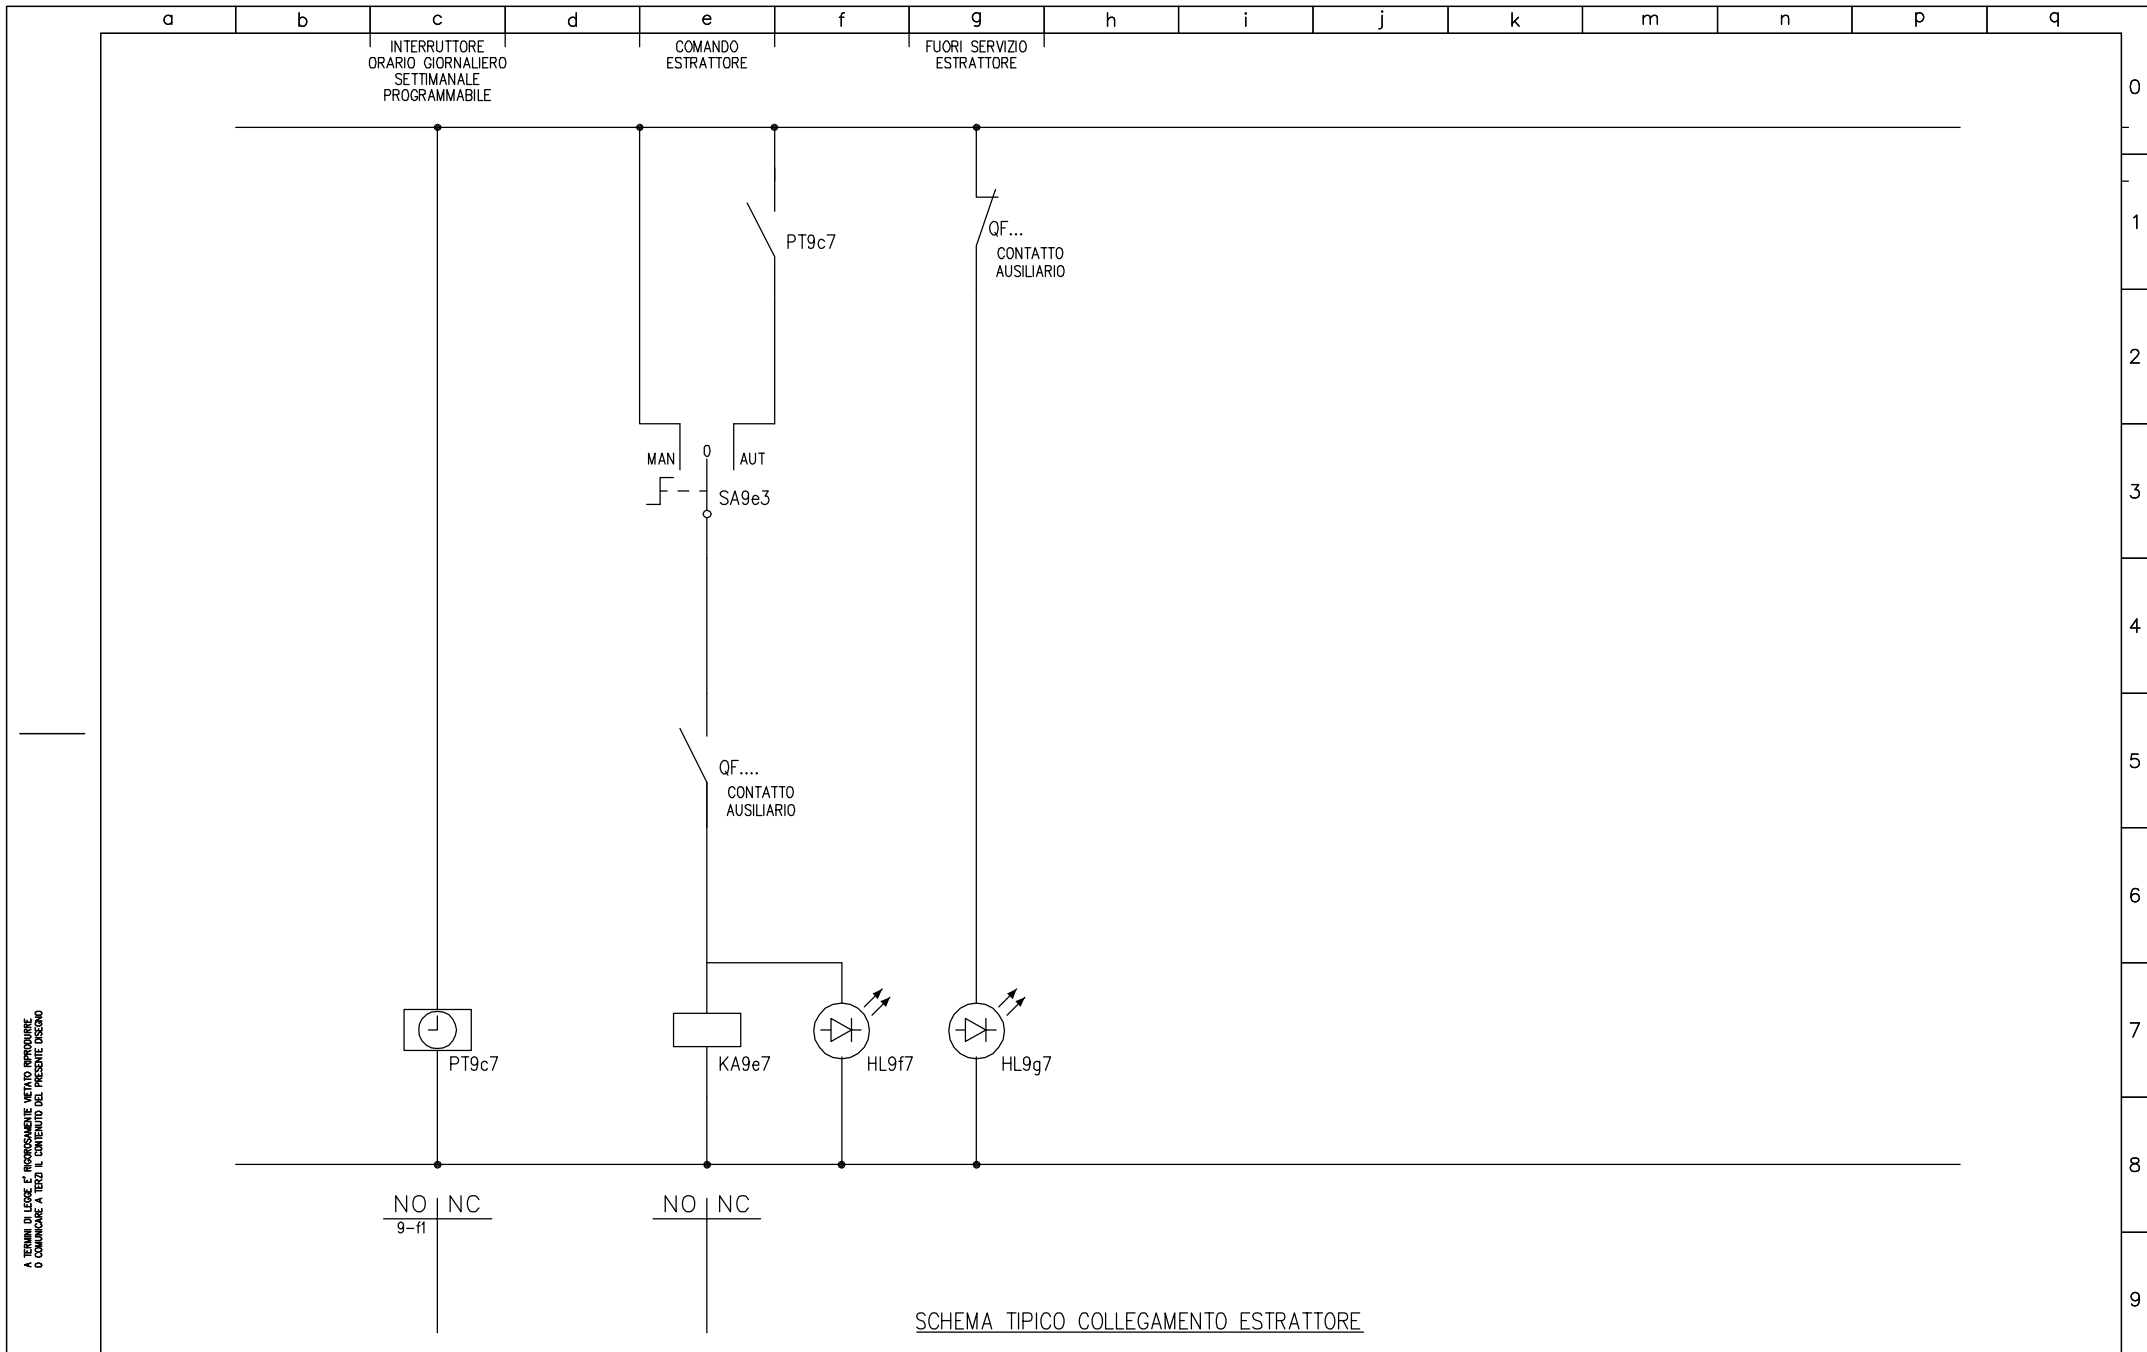 a b c d e f g h i j k m n p q
INTERRUTTORE
ORARIO GIORNALIERO
SETTIMANALE
PROGRAMMABILE
COMANDO
ESTRATTORE
FUORI SERVIZIO
ESTRATTORE
0
1
PT9c7
QF...
CONTATTO
AUSILIARIO
2
MAN
0
AUT
SA9e3
3
4
QF....
CONTATTO
AUSILIARIO
5
6
7
PT9c7
KA9e7
HL9f7
HL9g7
8
NO NC
9-f1
NO NC
9
SCHEMA TIPICO COLLEGAMENTO ESTRATTORE
A TERMINI DI LEGGE E' RIGOROSAMENTE VIETATO RIPRODURRE
O COMUNICARE A TERZI IL CONTENUTO DEL PRESENTE DISEGNO